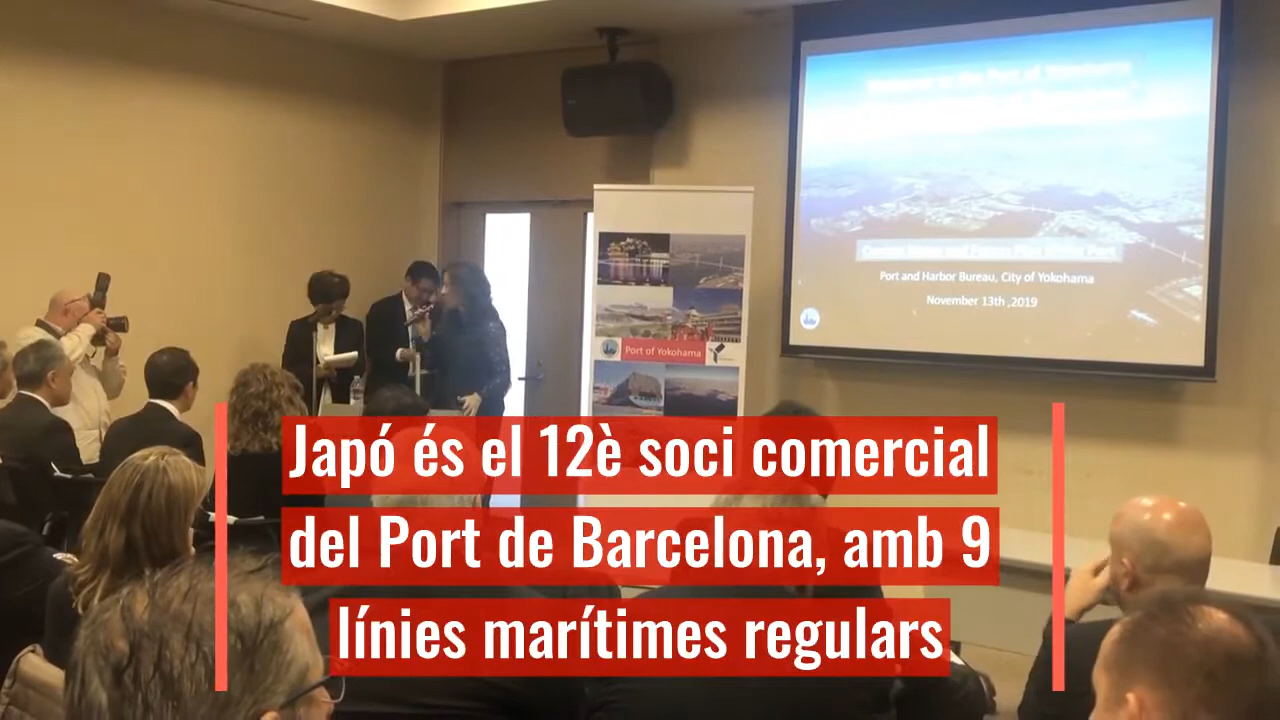 Port and Harbor Bureau, City of Yokohama
November 13th ,2019
Port of Yokohama
Japó és el 12è soci comercial
del Port de Barcelona, amb 9
línies marítimes regulars